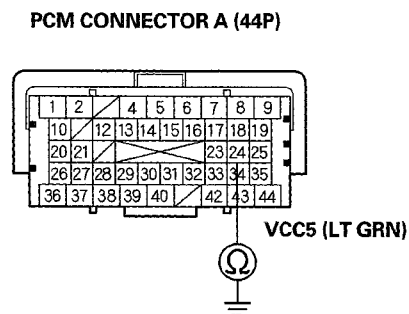 PCM CONNECTOR A (44P)
1 2 4 5 6 7 8 9
10 12 13 14 15 16 17 18 19
20 21 23 24 25
26 27 28 29 30 31 32 33 34 35
36 37 38 39 40 42 43 44
VCC5 (LT GRN)
Ω